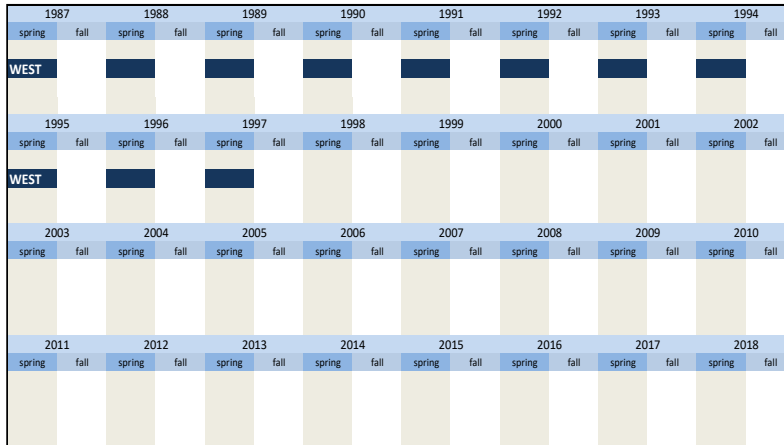 1987 1988 1989 1990 1991 1992 1993 1994
spring fall spring fall spring fall spring fall spring fall spring fall spring fall spring fall
WEST
1995 1996 1997 1998 1999 2000 2001 2002
spring fall spring fall spring fall spring fall spring fall spring fall spring fall spring fall
WEST
2003 2004 2005 2006 2007 2008 2009 2010
spring fall spring fall spring fall spring fall spring fall spring fall spring fall spring fall
2011 2012 2013 2014 2015 2016 2017 2018
spring fall spring fall spring fall spring fall spring fall spring fall spring fall spring fall